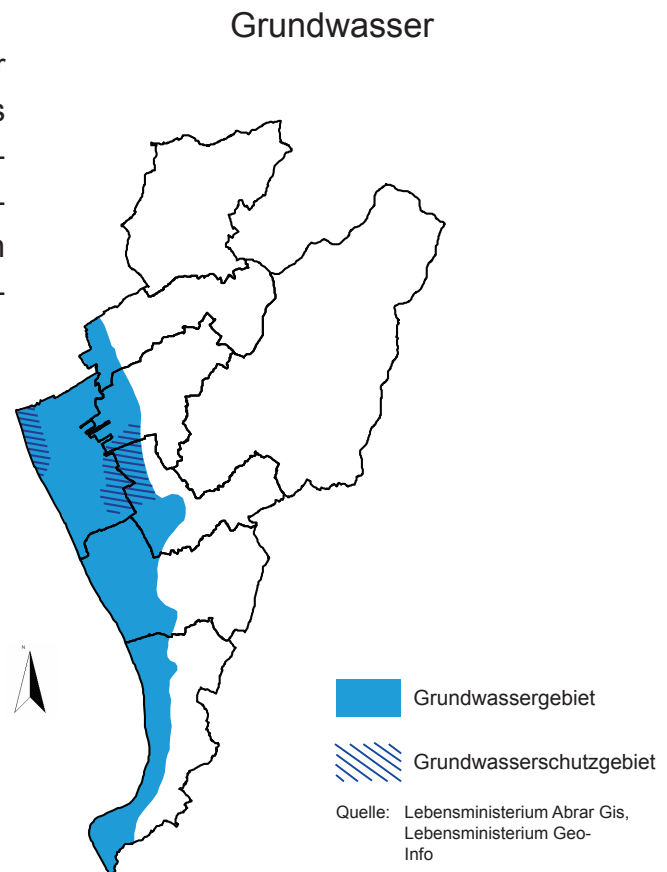 Grundwasser
r
s
-
-
n
-
N
Grundwassergebiet
Grundwasserschutzgebiet
Quelle: Lebensministerium Abrar Gis,
Lebensministerium Geo-
Info